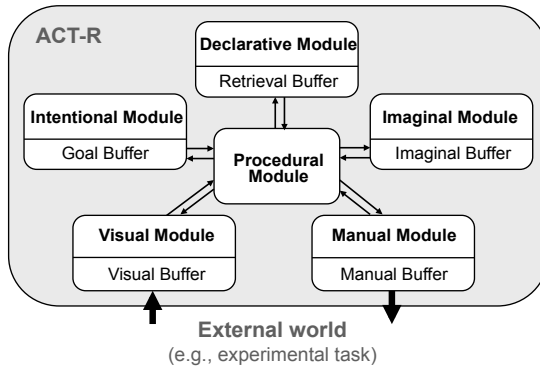 ACT-R
Declarative Module
Retrieval Buffer
Intentional Module
Goal Buffer
Imaginal Module
Imaginal Buffer
Procedural
Module
Visual Module
Visual Buffer
Manual Module
Manual Buffer
External world
(e.g., experimental task)